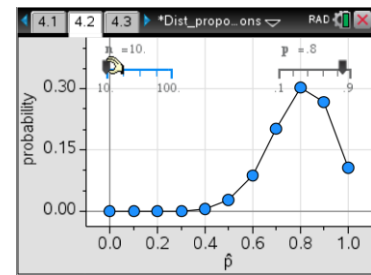 4.1 4.2 4.3 *Dist_propo...ons RAD
n =10. p =.8
10. 100. .1 .9
probability
0.30
0.15
0.00
0.0 0.2 0.4 0.6 0.8 1.0
p̂